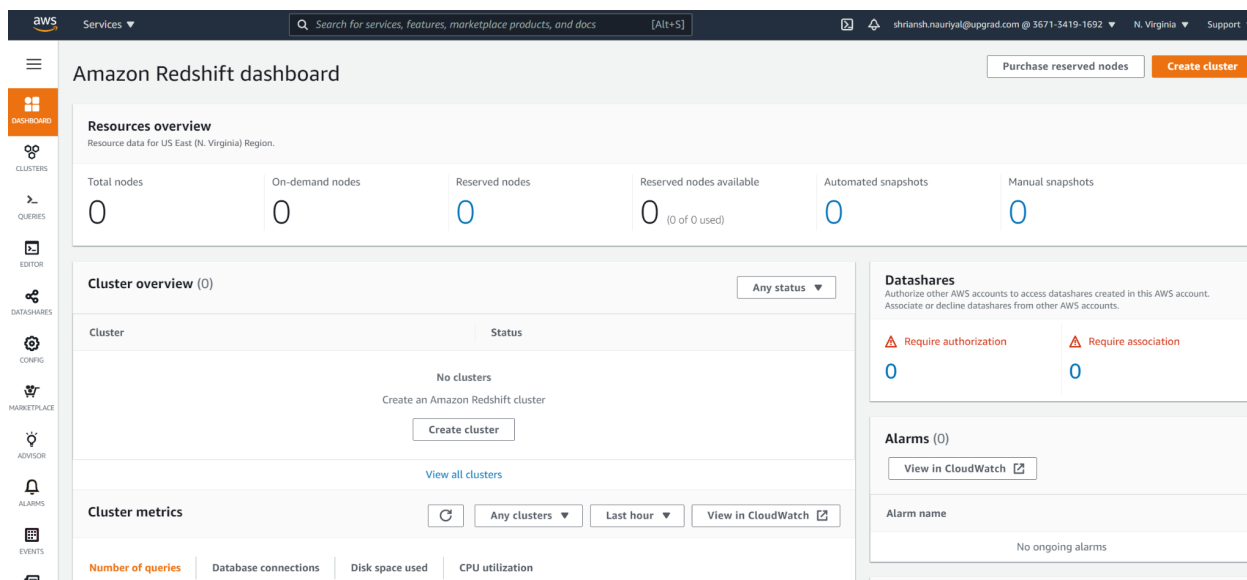 aws Services ▼ Search for services, features, marketplace products, and docs [Alt+S] shriansh.nauriyal@upgrad.com @ 3671-3419-1692 ▼ N. Virginia ▼ Support
Amazon Redshift dashboard Purchase reserved nodes Create cluster
DASHBOARD
CLUSTERS
QUERIES
EDITOR
DATASHARES
CONFIG
MARKETPLACE
ADVISOR
ALARMS
EVENTS
Resources overview
Resource data for US East (N. Virginia) Region.
Total nodes On-demand nodes Reserved nodes Reserved nodes available Automated snapshots Manual snapshots
0 0 0 0 (0 of 0 used) 0 0
Cluster overview (0) Any status ▼
Cluster Status
No clusters
Create an Amazon Redshift cluster
Create cluster
View all clusters
Cluster metrics Any clusters ▼ Last hour ▼ View in CloudWatch
Number of queries Database connections Disk space used CPU utilization
Datashares
Authorize other AWS accounts to access datashares created in this AWS account.
Associate or decline datashares from other AWS accounts.
Require authorization Require association
0 0
Alarms (0)
View in CloudWatch
Alarm name
No ongoing alarms